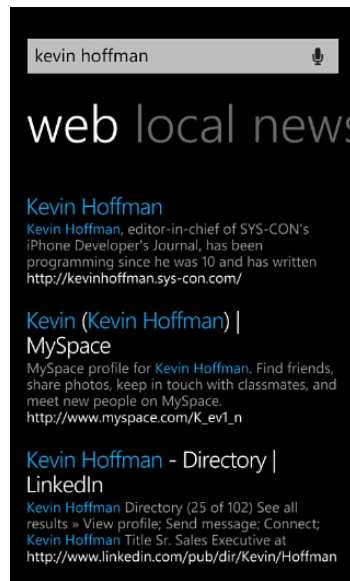 kevin hoffman
web local news
Kevin Hoffman
Kevin Hoffman, editor-in-chief of SYS-CON's
iPhone Developer's Journal, has been
programming since he was 10 and has written
http://kevinhoffman.sys-con.com/
Kevin (Kevin Hoffman) |
MySpace
MySpace profile for Kevin Hoffman. Find friends,
share photos, keep in touch with classmates, and
meet new people on MySpace.
http://www.myspace.com/K_ev1_n
Kevin Hoffman - Directory |
LinkedIn
Kevin Hoffman Directory (25 of 102) See all
results » View profile; Send message; Connect;
Kevin Hoffman Title Sr. Sales Executive at
http://www.linkedin.com/pub/dir/Kevin/Hoffman